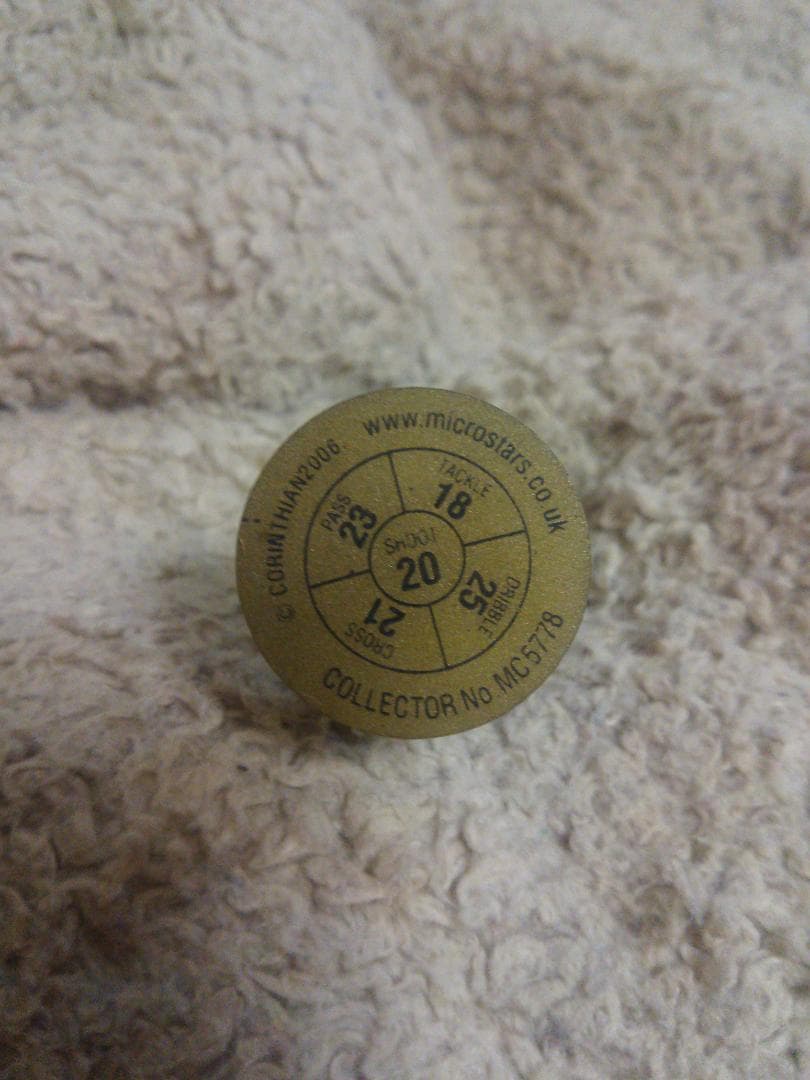 © CORINTHIAN2006.
www.microstars.co.uk
PASS
23
TACKLE
18
SHOOT
20
DRIBBLE
25
CROSS
21
COLLECTOR No MC5778